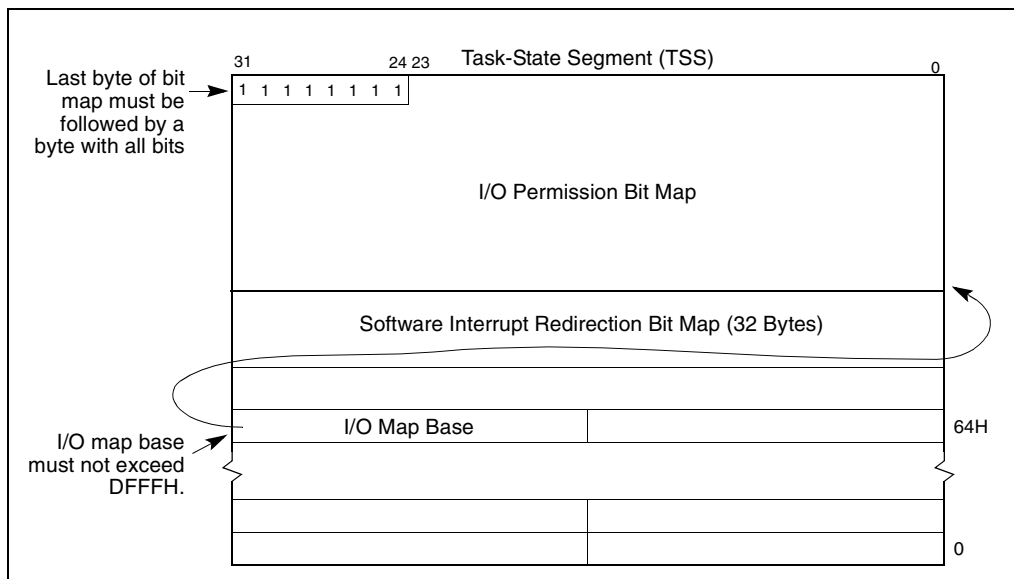 Task-State Segment (TSS)
31
24 23
0
Last byte of bit
map must be
followed by a
byte with all bits
1 1 1 1 1 1 1 1
I/O Permission Bit Map
Software Interrupt Redirection Bit Map (32 Bytes)
I/O Map Base
64H
I/O map base
must not exceed
DFFFH.
0